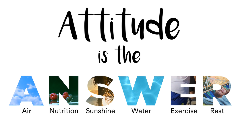 Attitude
is the
ANSWER
Air Nutrition Sunshine Water Exercise Rest